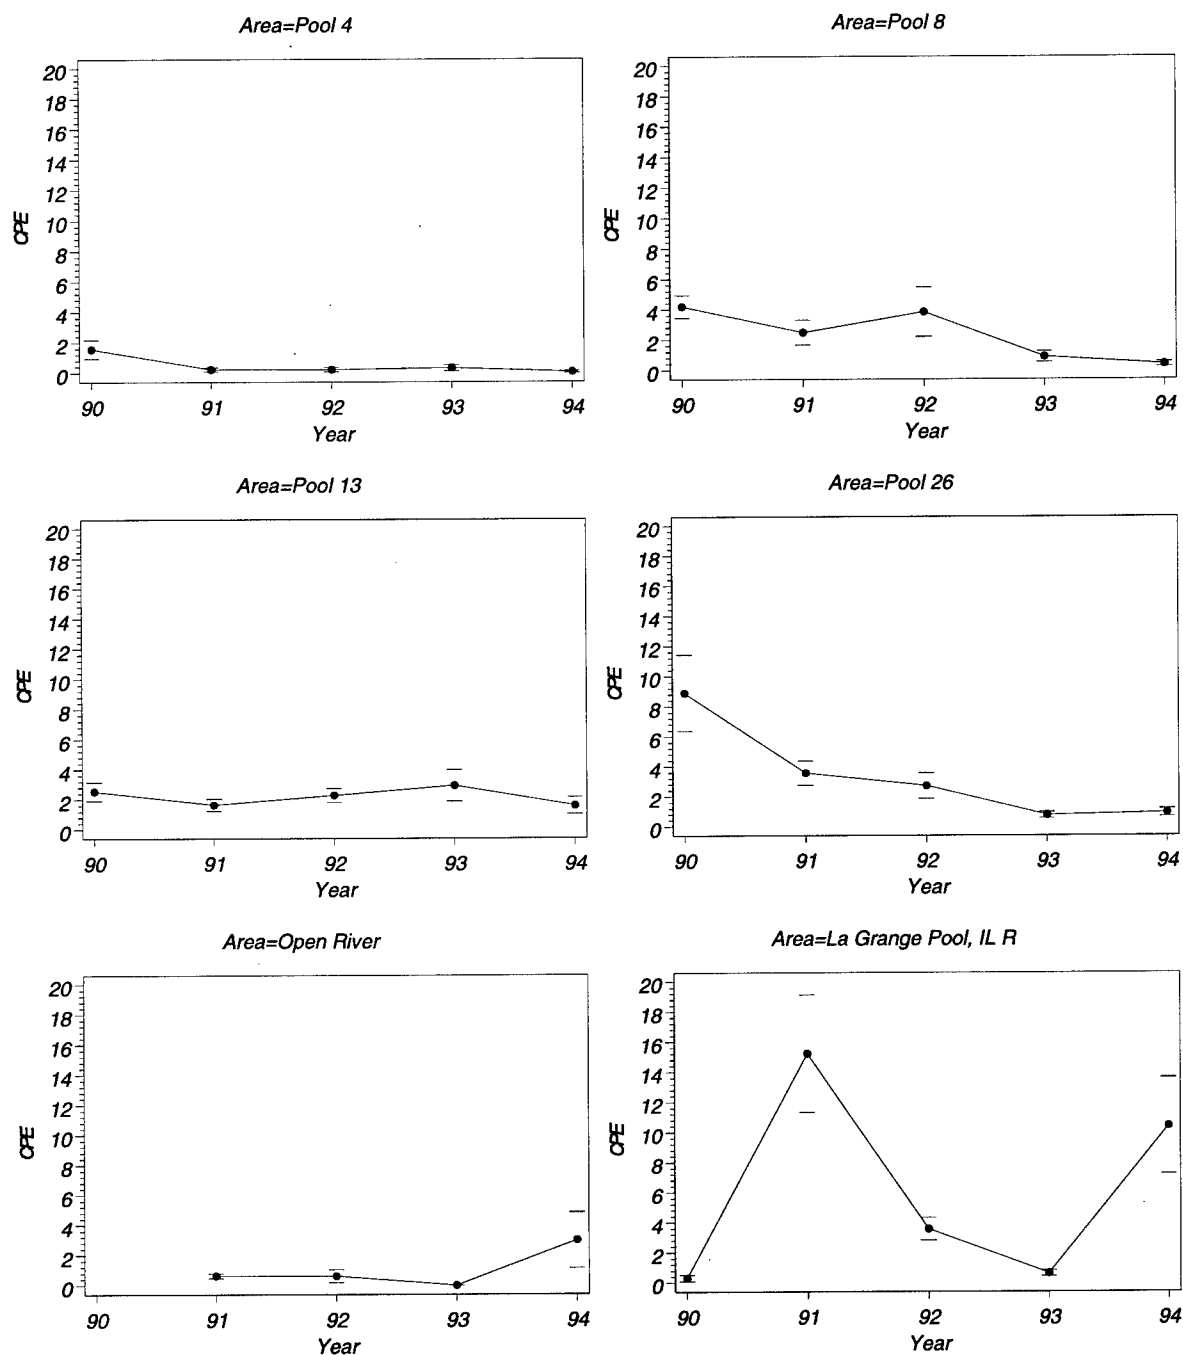 Area=Pool 4
20
18
16
14
12
10
8
6
4
2
0
CPE
90 91 92 93 94
Year
Area=Pool 8
20
18
16
14
12
10
8
6
4
2
0
CPE
90 91 92 93 94
Year
Area=Pool 13
20
18
16
14
12
10
8
6
4
2
0
CPE
90 91 92 93 94
Year
Area=Pool 26
20
18
16
14
12
10
8
6
4
2
0
CPE
90 91 92 93 94
Year
Area=Open River
20
18
16
14
12
10
8
6
4
2
0
CPE
90 91 92 93 94
Year
Area=La Grange Pool, IL R
20
18
16
14
12
10
8
6
4
2
0
CPE
90 91 92 93 94
Year